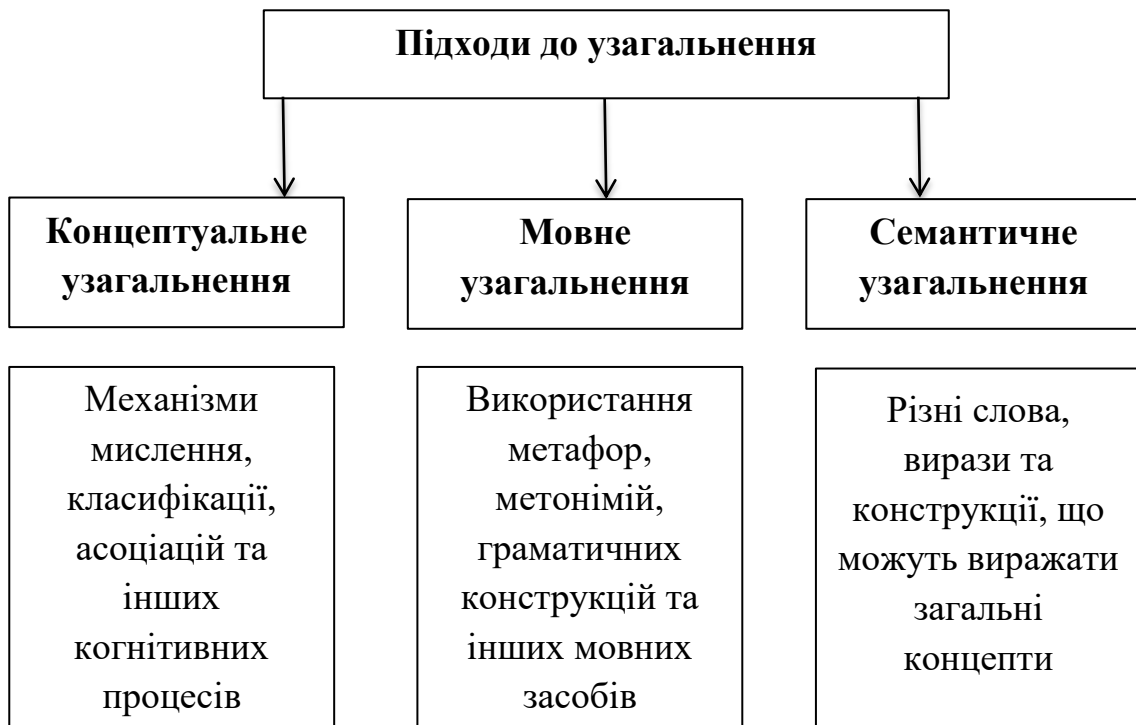 Підходи до узагальнення
Концептуальне
узагальнення
Мовне
узагальнення
Семантичне
узагальнення
Механізми
мислення,
класифікації,
асоціацій та
інших
когнітивних
процесів
Використання
метафор,
метонімій,
граматичних
конструкцій та
інших мовних
засобів
Різні слова,
вирази та
конструкції, що
можуть виражати
загальні
концепти